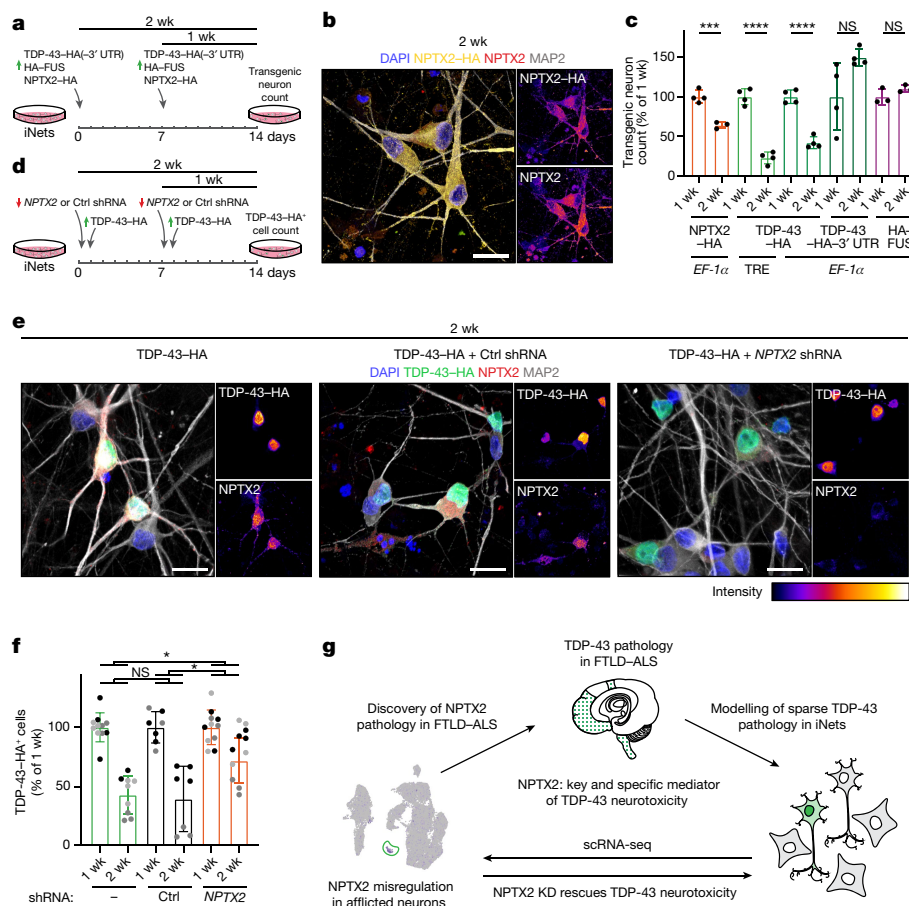 a
2 wk
1 wk
TDP-43–HA(–3′ UTR)
HA–FUS
NPTX2–HA
TDP-43–HA(–3′ UTR)
HA–FUS
NPTX2–HA
Transgenic
neuron
count
iNets
0 7 14 days
d
2 wk
1 wk
NPTX2 or Ctrl shRNA
TDP-43–HA
NPTX2 or Ctrl shRNA
TDP-43–HA
TDP-43–HA+
cell count
iNets
0 7 14 days
b
2 wk
DAPI NPTX2–HA NPTX2 MAP2
NPTX2–HA
NPTX2
c
*** **** **** NS NS
Transgenic neuron
count (% of 1 wk)
150
100
50
0
1 wk 2 wk 1 wk 2 wk 1 wk 2 wk 1 wk 2 wk 1 wk 2 wk
NPTX2
–HA
TDP-43
–HA
TDP-43
–HA–3′ UTR
HA–
FUS
EF-1α TRE EF-1α
e
2 wk
TDP-43–HA
TDP-43–HA + Ctrl shRNA
TDP-43–HA + NPTX2 shRNA
DAPI TDP-43–HA NPTX2 MAP2
TDP-43–HA
NPTX2
TDP-43–HA
NPTX2
TDP-43–HA
NPTX2
Intensity
f
*
NS *
TDP-43–HA+ cells
(% of 1 wk)
100
50
0
1 wk 2 wk 1 wk 2 wk 1 wk 2 wk
shRNA: – Ctrl NPTX2
g
TDP-43 pathology
in FTLD–ALS
Discovery of NPTX2
pathology in FTLD–ALS
Modelling of sparse TDP-43
pathology in iNets
NPTX2: key and specific mediator
of TDP-43 neurotoxicity
scRNA-seq
NPTX2 KD rescues TDP-43 neurotoxicity
NPTX2 misregulation
in afflicted neurons